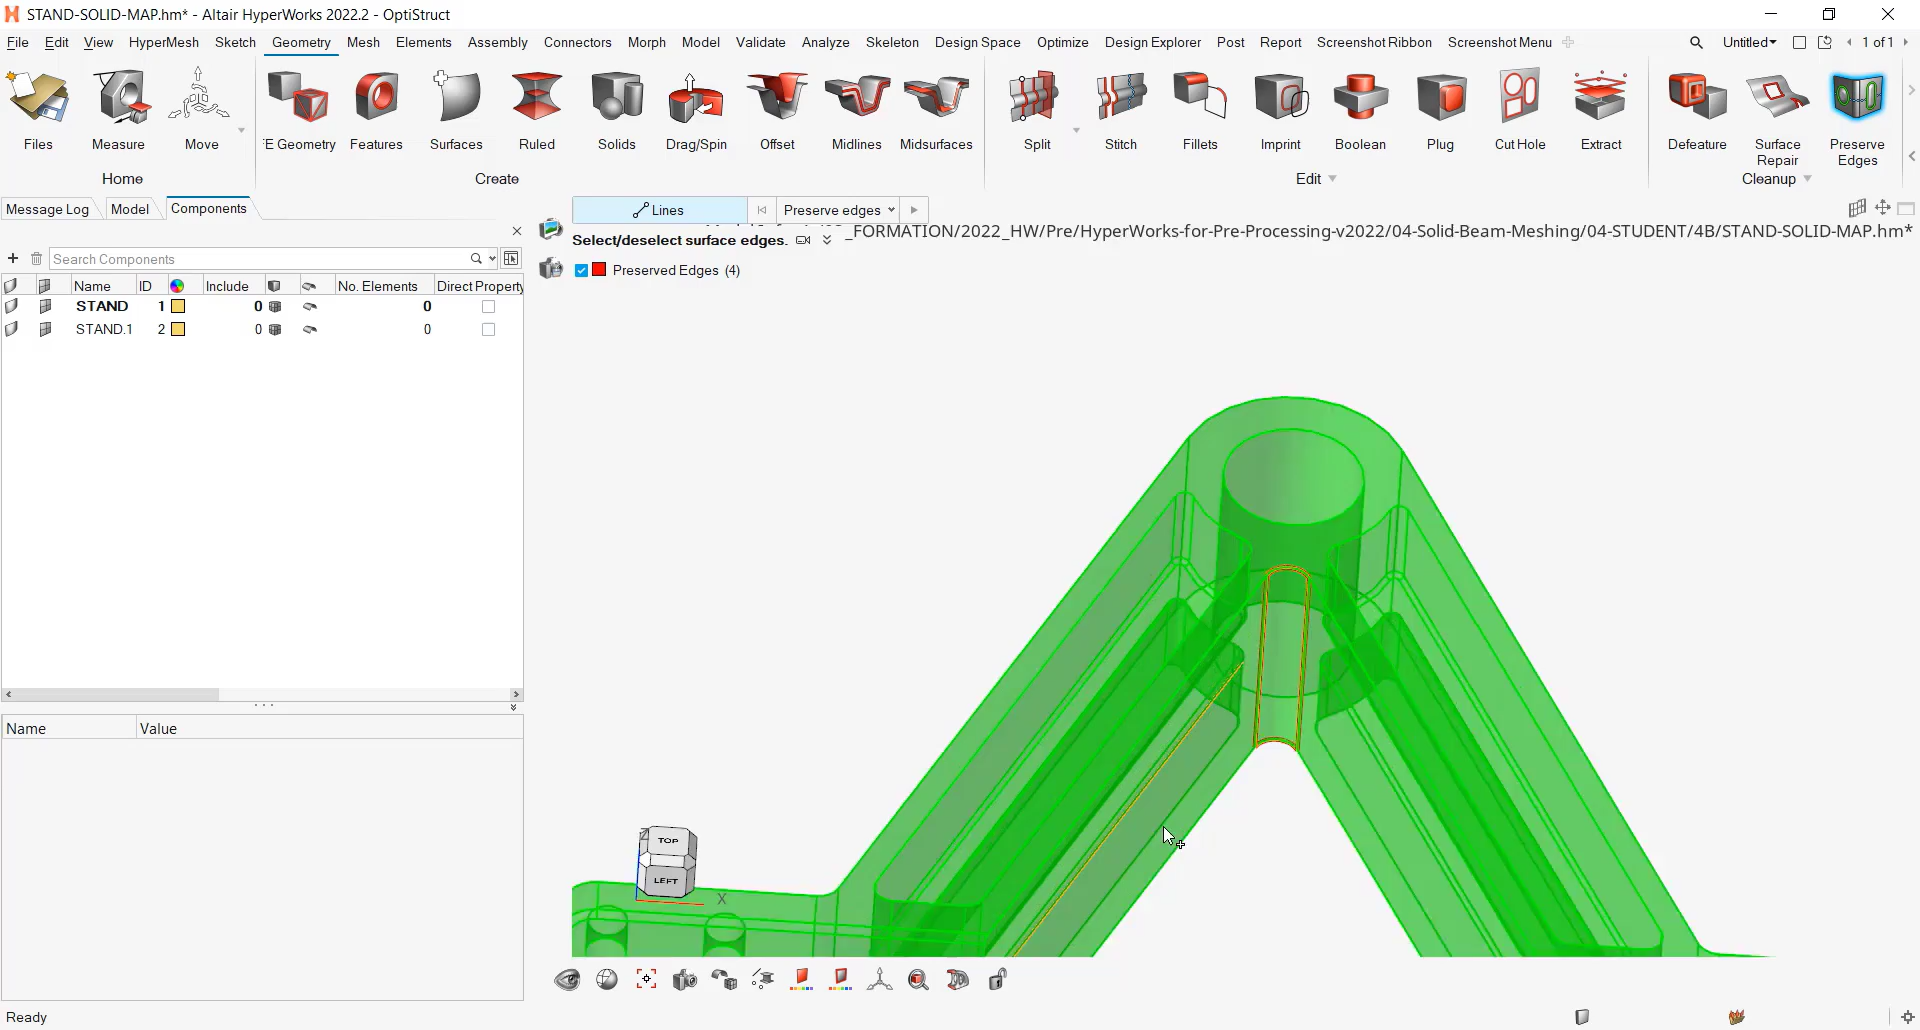 STAND-SOLID-MAP.hm* - Altair HyperWorks 2022.2 - OptiStruct
File Edit View HyperMesh Sketch Geometry Mesh Elements Assembly Connectors Morph Model Validate Analyze Skeleton Design Space Optimize Design Explorer Post Report Screenshot Ribbon Screenshot Menu Untitled 1 of 1
Files Measure Move E Geometry Features Surfaces Ruled Solids Drag/Spin Offset Midlines Midsurfaces Split Stitch Fillets Imprint Boolean Plug Cut Hole Extract Defeature Surface Repair Preserve Edges
Home Create Edit Cleanup
Message Log Model Components
Lines Preserve edges
Select/deselect surface edges.
_FORMATION/2022_HW/Pre/HyperWorks-for-Pre-Processing-v2022/04-Solid-Beam-Meshing/04-STUDENT/4B/STAND-SOLID-MAP.hm*
Search Components
Preserved Edges (4)
Name ID Include No. Elements Direct Property
STAND 1 0 0
STAND.1 2 0 0
Name Value
Z
TOP
LEFT
X
Ready